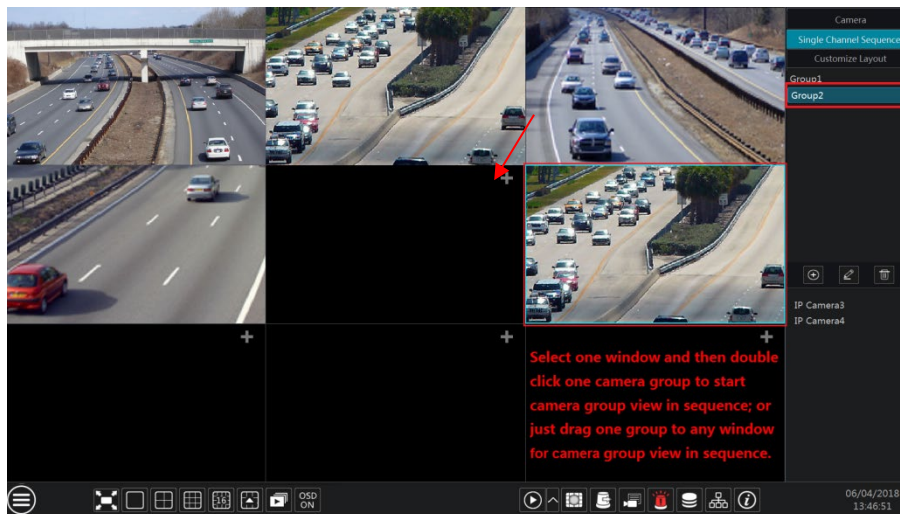 Camera
Single Channel Sequence
Customize Layout
Group1
Group2
IP Camera3
IP Camera4
Select one window and then double
click one camera group to start
camera group view in sequence; or
just drag one group to any window
for camera group view in sequence.
16
OSD
ON
06/04/2018
13:46:51